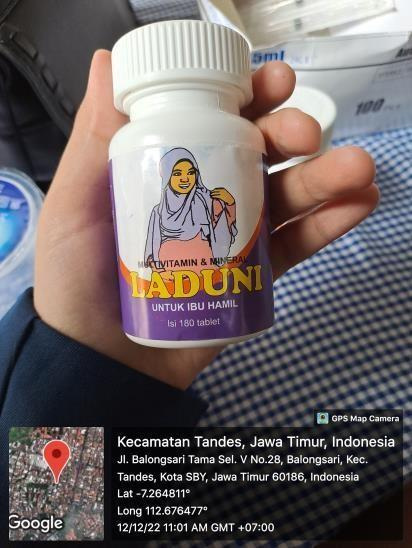 5ml
100
MULTIVITAMIN & MINERAL
LADUNI
UNTUK IBU HAMIL
Isi 180 tablet
GPS Map Camera
Kecamatan Tandes, Jawa Timur, Indonesia
Jl. Balongsari Tama Sel. V No.28, Balongsari, Kec.
Tandes, Kota SBY, Jawa Timur 60186, Indonesia
Lat -7.264811°
Long 112.676477°
12/12/22 11:01 AM GMT +07:00
Google